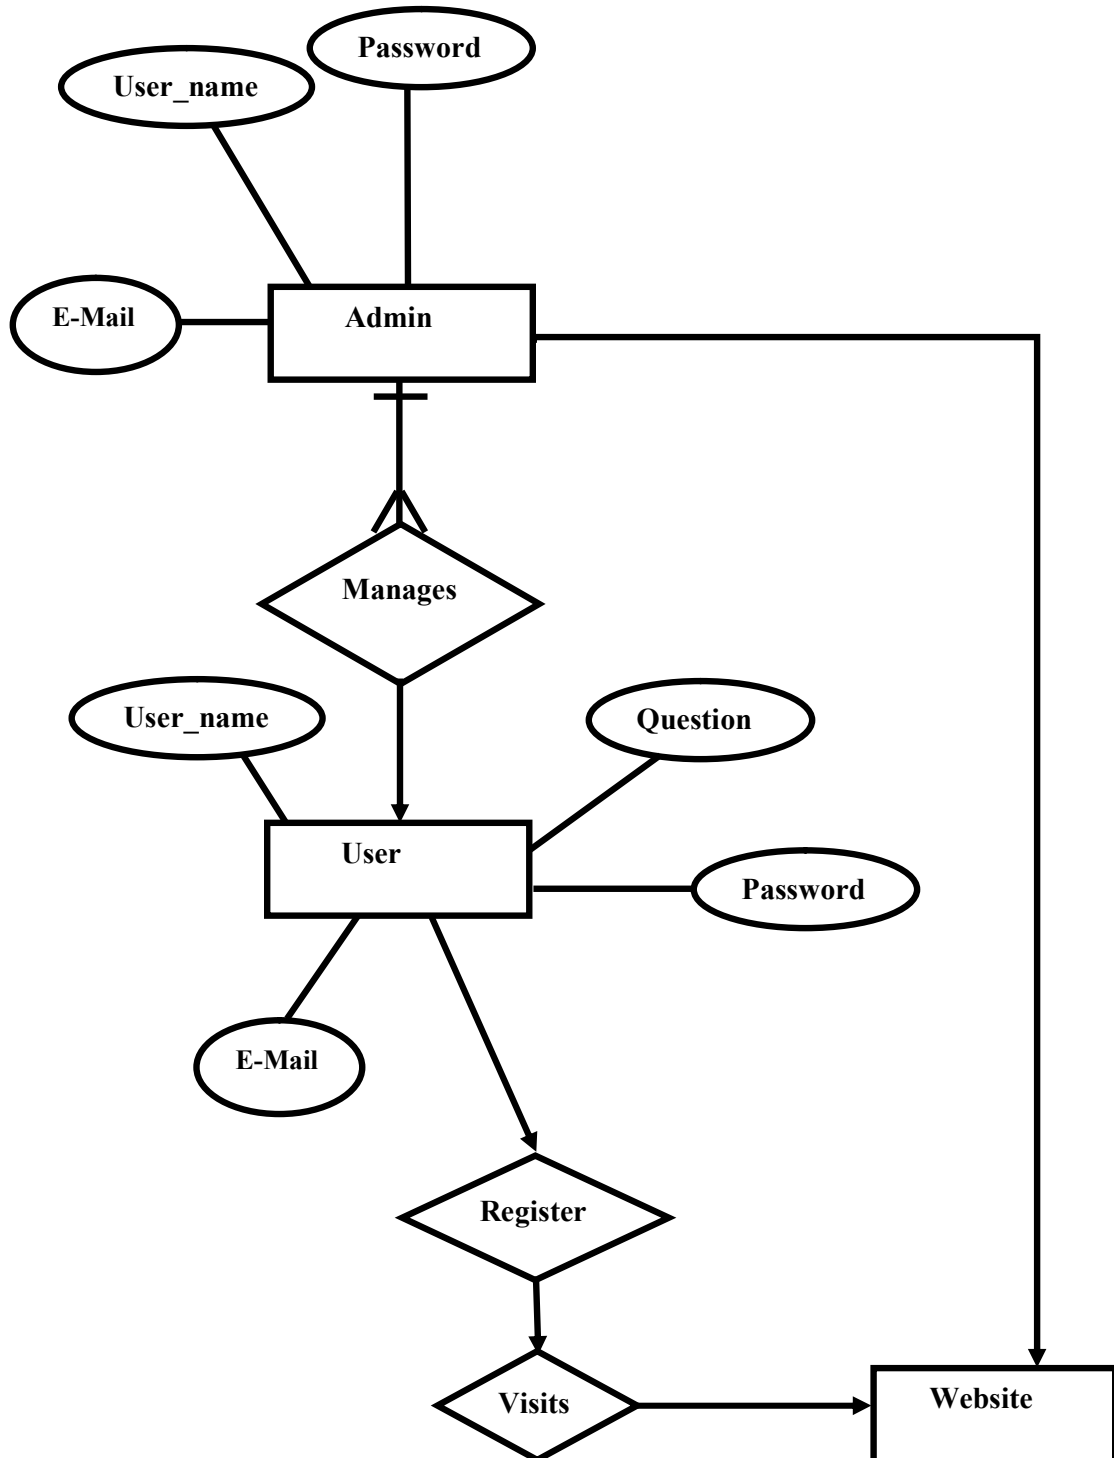 Password
User_name
E-Mail
Admin
Manages
User_name
Question
User
Password
E-Mail
Register
Visits
Website